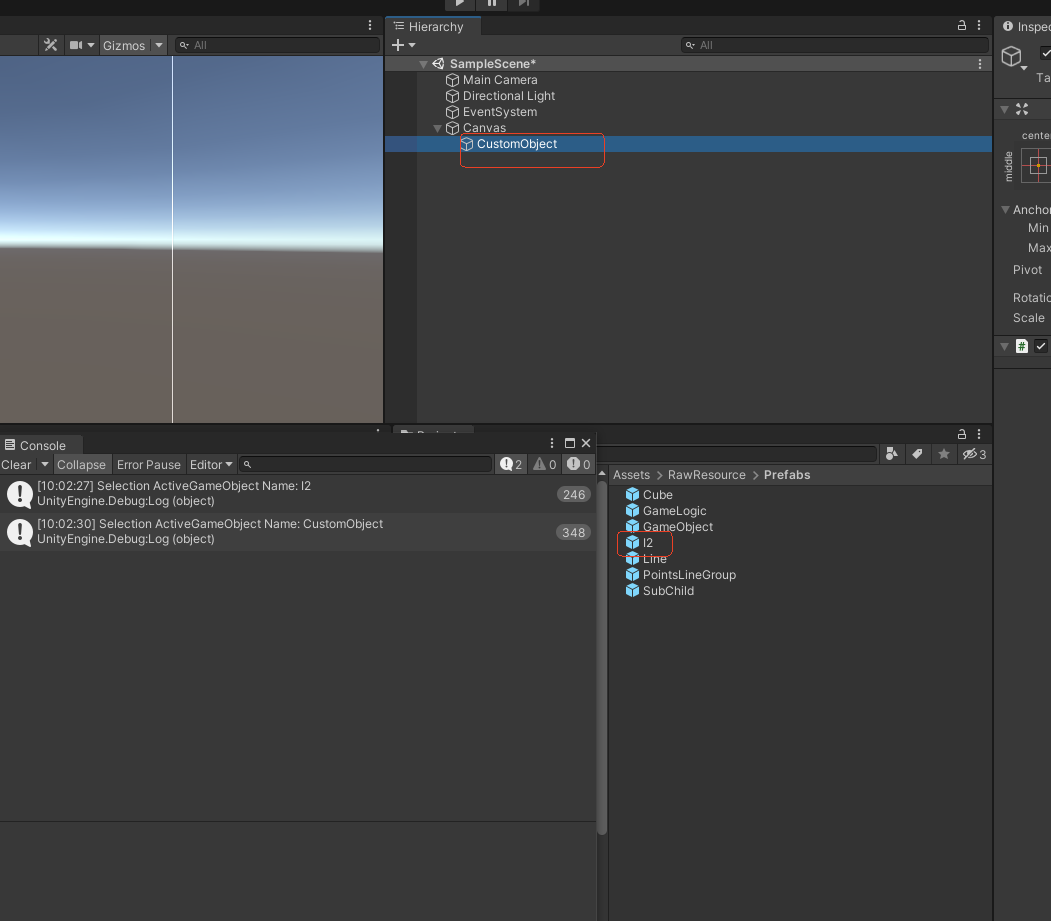 Hierarchy
Inspec
Gizmos
All
All
SampleScene*
Main Camera
Directional Light
EventSystem
Canvas
CustomObject
Ta
center
middle
Anchor
Min
Max
Pivot
Rotatio
Scale
#
Console
Clear
Collapse
Error Pause
Editor
2
0
0
3
[10:02:27] Selection ActiveGameObject Name: I2
UnityEngine.Debug:Log (object)
246
[10:02:30] Selection ActiveGameObject Name: CustomObject
UnityEngine.Debug:Log (object)
348
Assets > RawResource > Prefabs
Cube
GameLogic
GameObject
I2
Line
PointsLineGroup
SubChild